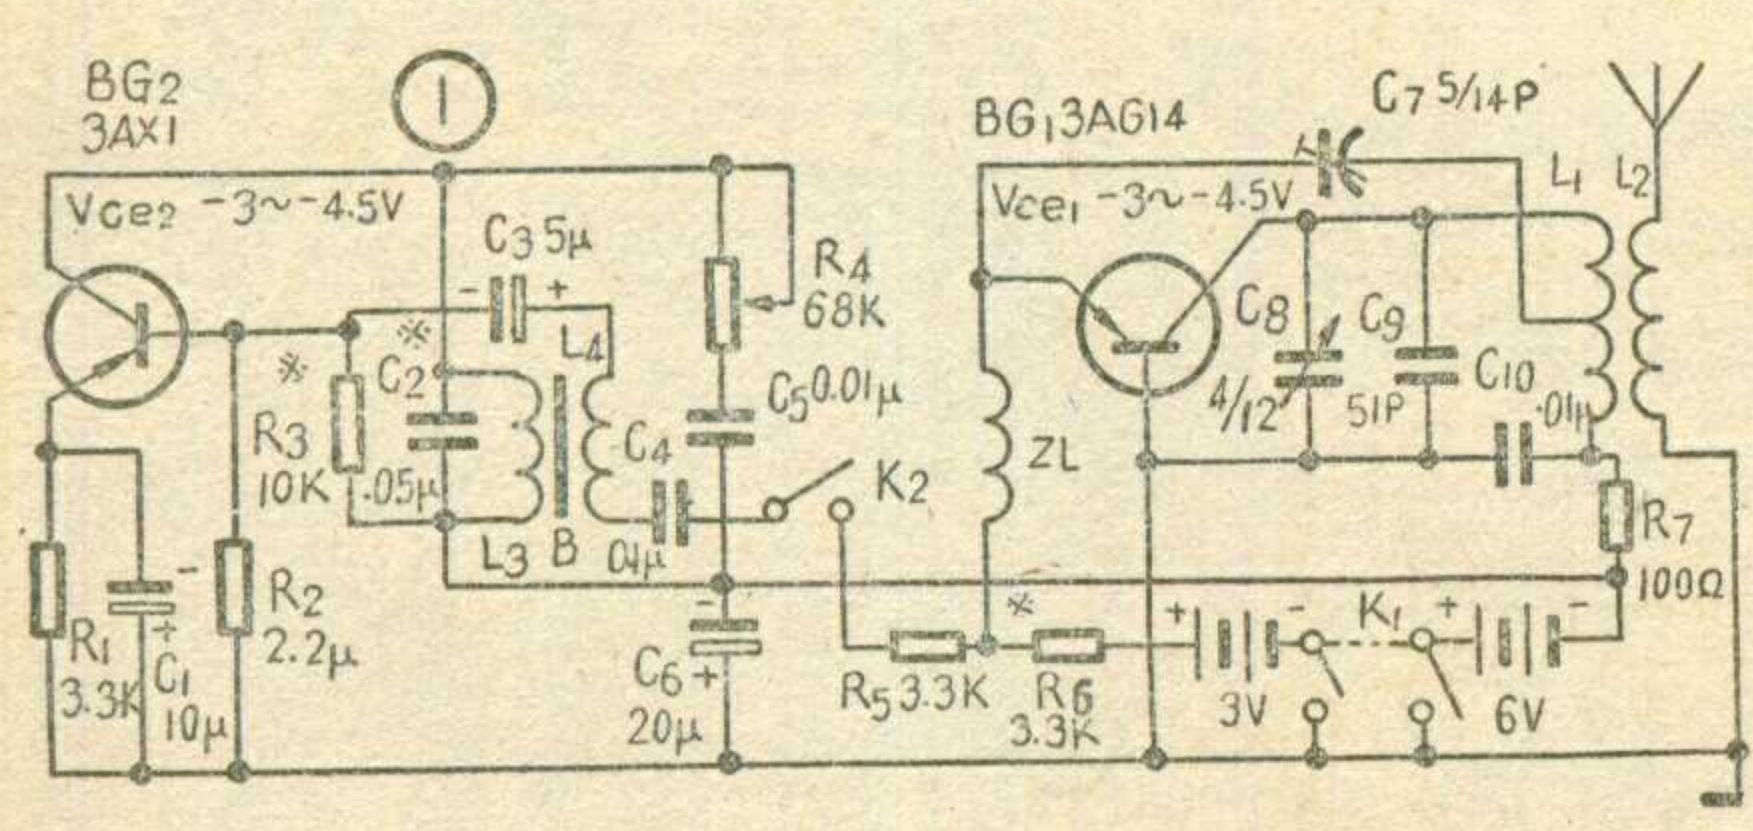 BG2
3AX1
1
Vce2 -3~-4.5V
C3 5μ
- +
R4
68K
BG1 3AG14
C7 5/14P
Vce1 -3~-4.5V
L1 L2
※
※
C2
L4
C5 0.01μ
C8
C9
4/12
51P
C10
.01μ
R3
10K
.05μ
C4
K2
ZL
L3 B
R7
100Ω
-
+
R1
3.3K
C1
10μ
R2
2.2μ
-
C6 +
20μ
R5 3.3K
※
R6
3.3K
+ -
3V
K1
+ -
6V